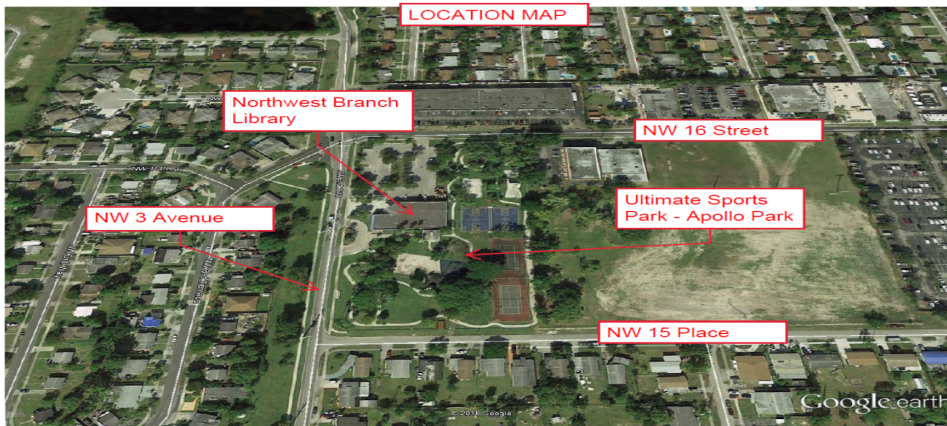 LOCATION MAP
Northwest Branch
Library
NW 16 Street
NW 3 Avenue
Ultimate Sports
Park - Apollo Park
NW 15 Place
Google earth